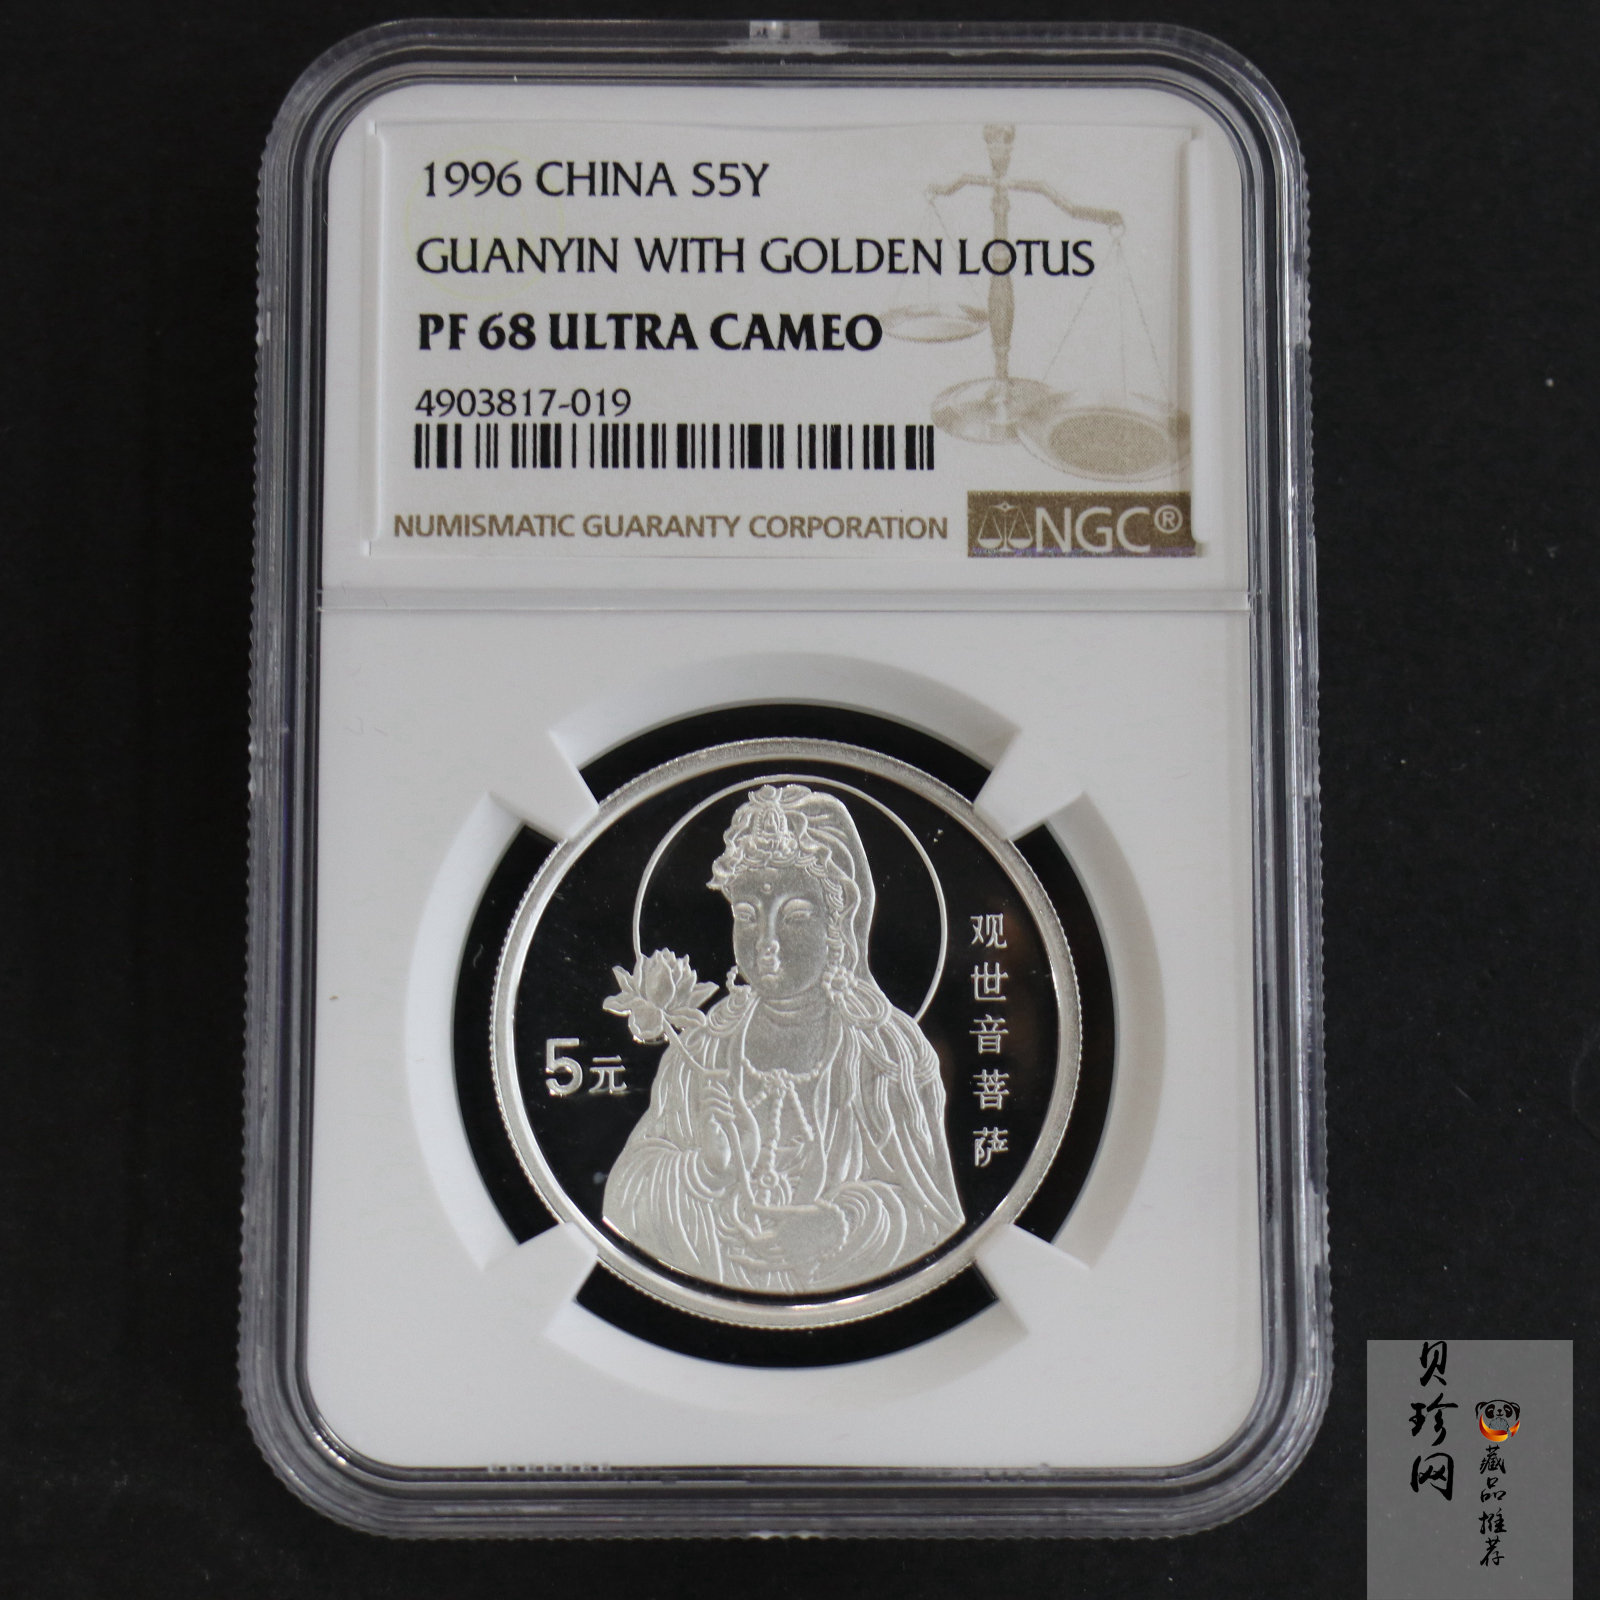 1996 CHINA S5Y
GUANYIN WITH GOLDEN LOTUS
PF 68 ULTRA CAMEO
4903817-019
NUMISMATIC GUARANTY CORPORATION
NGC®
5元
观世音菩萨
贝珍网
藏品推荐